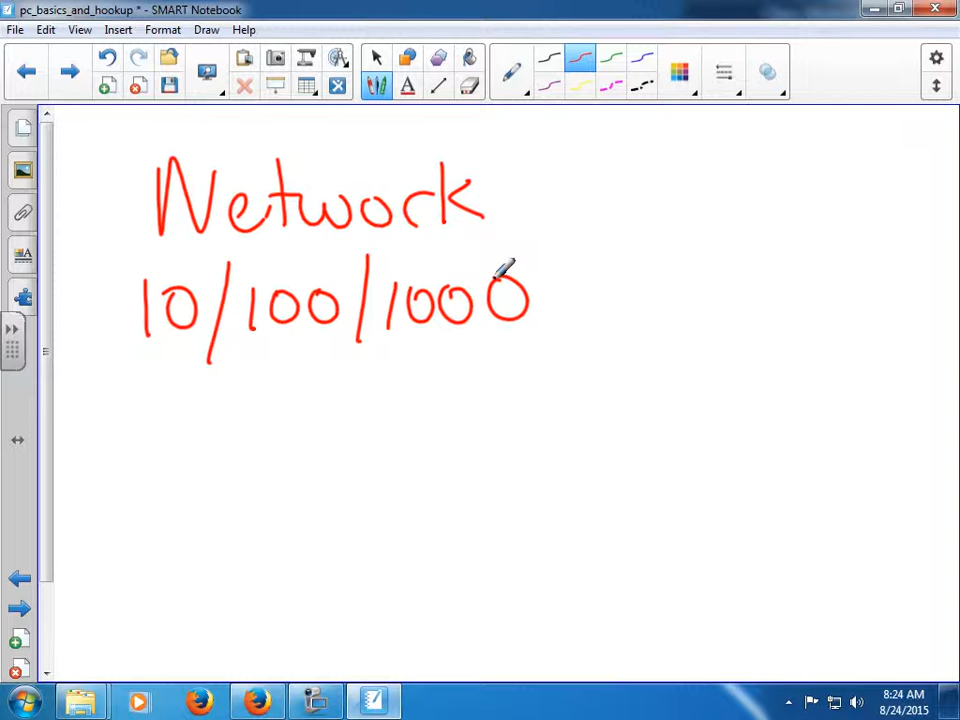 pc_basics_and_hookup * - SMART Notebook
File Edit View Insert Format Draw Help
Network
10/100/1000
8:24 AM
8/24/2015